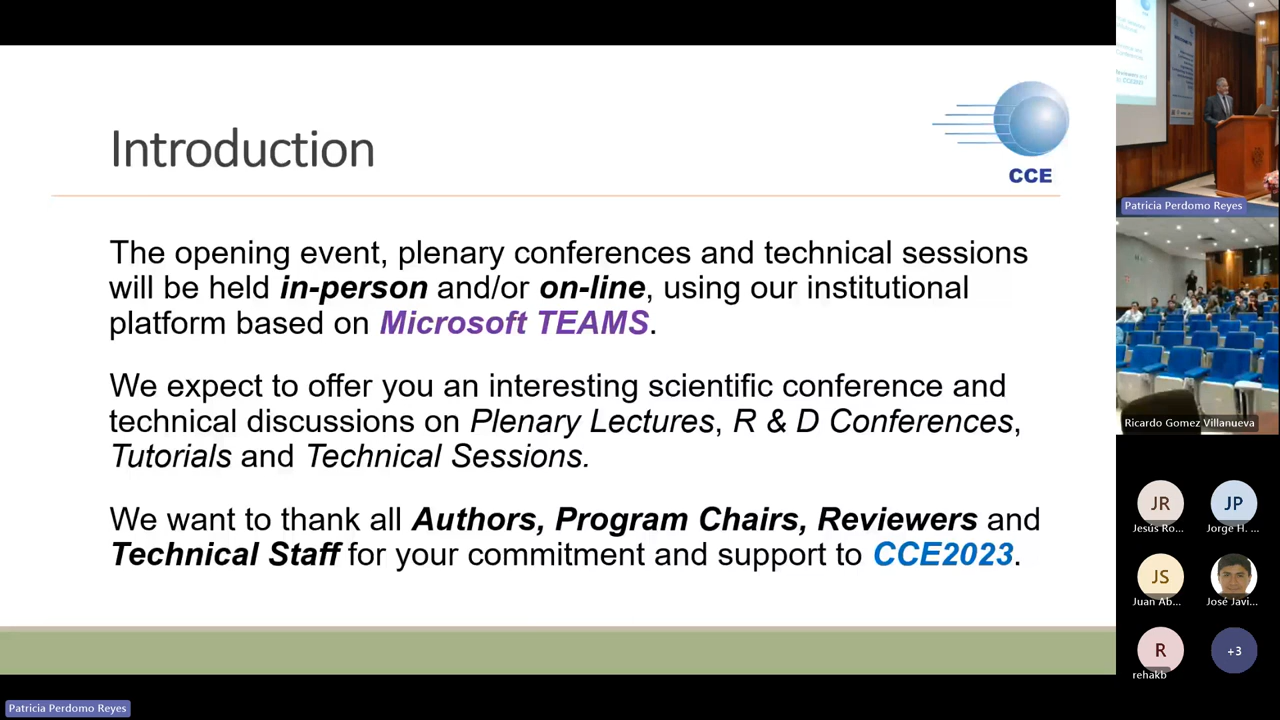 Introduction
CCE
The opening event, plenary conferences and technical sessions
will be held in-person and/or on-line, using our institutional
platform based on Microsoft TEAMS.
We expect to offer you an interesting scientific conference and
technical discussions on Plenary Lectures, R & D Conferences,
Tutorials and Technical Sessions.
We want to thank all Authors, Program Chairs, Reviewers and
Technical Staff for your commitment and support to CCE2023.
Patricia Perdomo Reyes
Ricardo Gomez Villanueva
JR
Jesús Ro...
JP
Jorge H. ...
JS
Juan Ab...
José Javi...
R
rehakb
+3
Patricia Perdomo Reyes